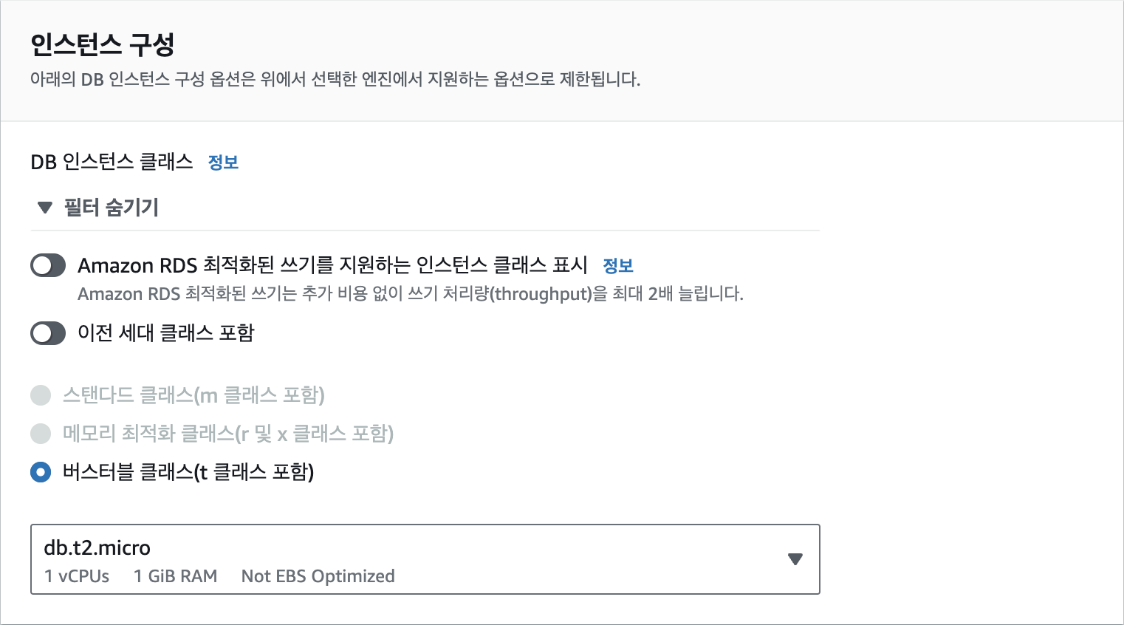 인스턴스 구성
아래의 DB 인스턴스 구성 옵션은 위에서 선택한 엔진에서 지원하는 옵션으로 제한됩니다.
DB 인스턴스 클래스 정보
▼ 필터 숨기기
Amazon RDS 최적화된 쓰기를 지원하는 인스턴스 클래스 표시 정보
Amazon RDS 최적화된 쓰기는 추가 비용 없이 쓰기 처리량(throughput)을 최대 2배 늘립니다.
이전 세대 클래스 포함
스탠다드 클래스(m 클래스 포함)
메모리 최적화 클래스(r 및 x 클래스 포함)
버스터블 클래스(t 클래스 포함)
db.t2.micro
1 vCPUs 1 GiB RAM Not EBS Optimized